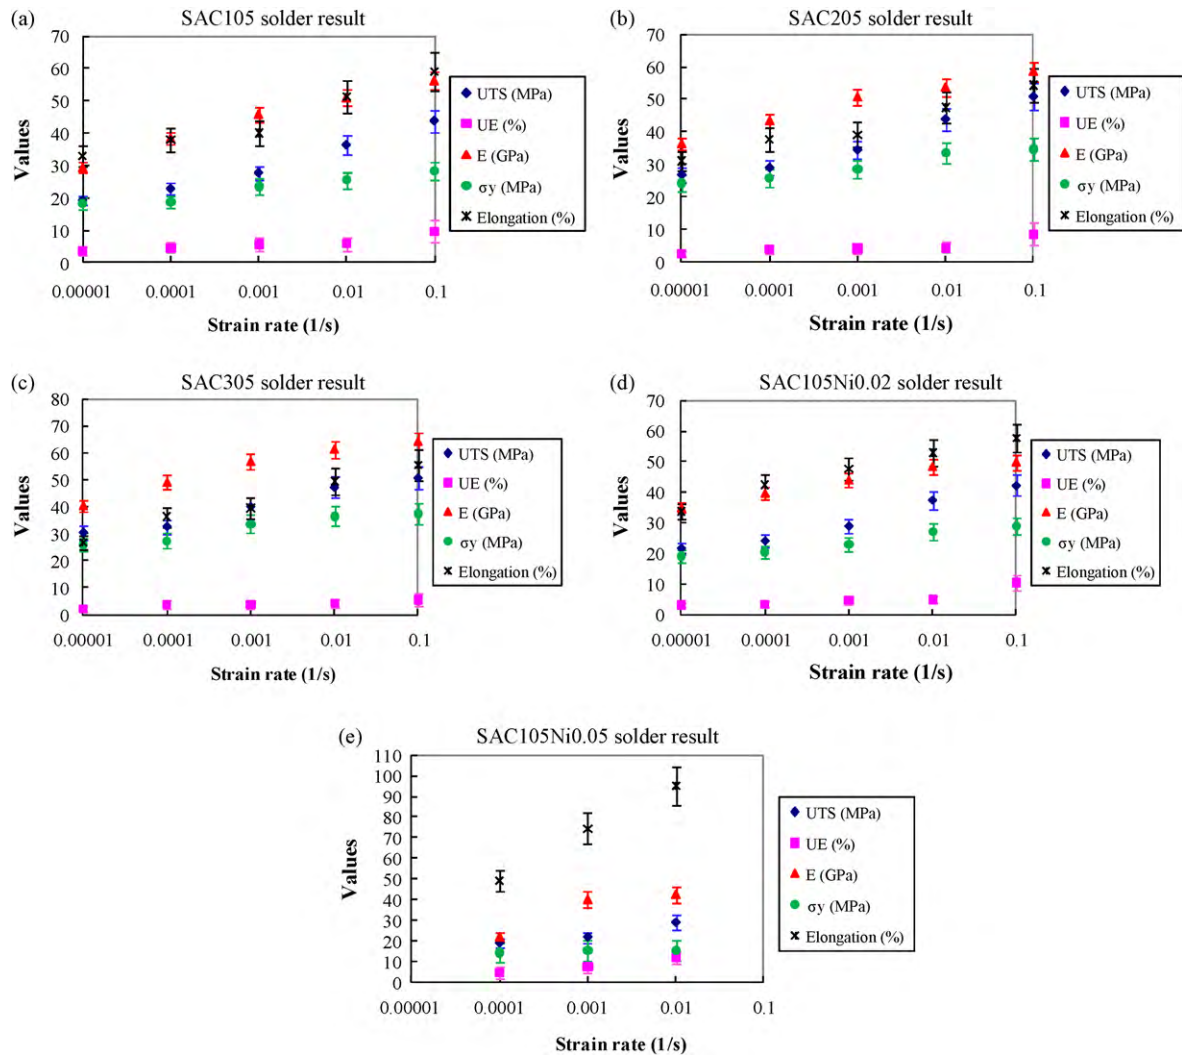 (a) SAC105 solder result
70
60
50
40
30
20
10
0
Values
0.00001 0.0001 0.001 0.01 0.1
Strain rate (1/s)
UTS (MPa)
UE (%)
E (GPa)
σy (MPa)
Elongation (%)
(b) SAC205 solder result
70
60
50
40
30
20
10
0
Values
0.00001 0.0001 0.001 0.01 0.1
Strain rate (1/s)
UTS (MPa)
UE (%)
E (GPa)
σy (MPa)
Elongation (%)
(c) SAC305 solder result
80
70
60
50
40
30
20
10
0
Values
0.00001 0.0001 0.001 0.01 0.1
Strain rate (1/s)
UTS (MPa)
UE (%)
E (GPa)
σy (MPa)
Elongation (%)
(d) SAC105Ni0.02 solder result
70
60
50
40
30
20
10
0
Values
0.00001 0.0001 0.001 0.01 0.1
Strain rate (1/s)
UTS (MPa)
UE (%)
E (GPa)
σy (MPa)
Elongation (%)
(e) SAC105Ni0.05 solder result
110
100
90
80
70
60
50
40
30
20
10
0
Values
0.00001 0.0001 0.001 0.01 0.1
Strain rate (1/s)
UTS (MPa)
UE (%)
E (GPa)
σy (MPa)
Elongation (%)